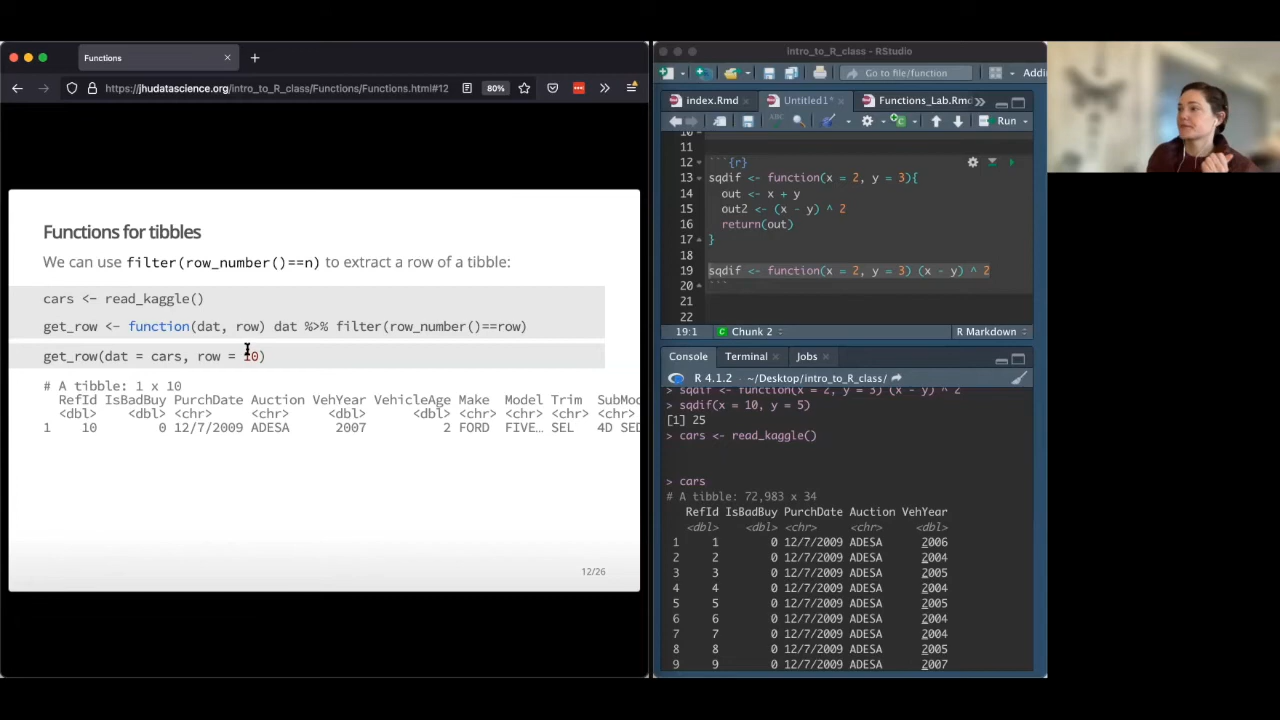 Functions
https://jhudatascience.org/intro_to_R_class/Functions/Functions.html#12
80%
Functions for tibbles
We can use filter(row_number()==n) to extract a row of a tibble:
cars <- read_kaggle()
get_row <- function(dat, row) dat %>% filter(row_number()==row)
get_row(dat = cars, row = 10)
# A tibble: 1 x 10
RefId IsBadBuy PurchDate Auction VehYear VehicleAge Make Model Trim SubMod
<dbl> <dbl> <chr> <chr> <dbl> <dbl> <chr> <chr> <chr> <chr>
1 10 0 12/7/2009 ADESA 2007 2 FORD FIVE… SEL 4D SED
12/26
intro_to_R_class - RStudio
Go to file/function
Addi
index.Rmd
Untitled1*
Functions_Lab.Rmd
Run
10
11
12 ```{r}
13 sqdif <- function(x = 2, y = 3){
14 out <- x + y
15 out2 <- (x - y) ^ 2
16 return(out)
17 }
18
19 sqdif <- function(x = 2, y = 3) (x - y) ^ 2
20 ```
21
22
19:1 Chunk 2 R Markdown
Console Terminal Jobs
R 4.1.2 · ~/Desktop/intro_to_R_class/
> sqdif <- function(x = 2, y = 3) (x - y) ^ 2
> sqdif(x = 10, y = 5)
[1] 25
> cars <- read_kaggle()
> cars
# A tibble: 72,983 x 34
RefId IsBadBuy PurchDate Auction VehYear
<dbl> <dbl> <chr> <chr> <dbl>
1 1 0 12/7/2009 ADESA 2006
2 2 0 12/7/2009 ADESA 2004
3 3 0 12/7/2009 ADESA 2005
4 4 0 12/7/2009 ADESA 2004
5 5 0 12/7/2009 ADESA 2005
6 6 0 12/7/2009 ADESA 2004
7 7 0 12/7/2009 ADESA 2004
8 8 0 12/7/2009 ADESA 2005
9 9 0 12/7/2009 ADESA 2007